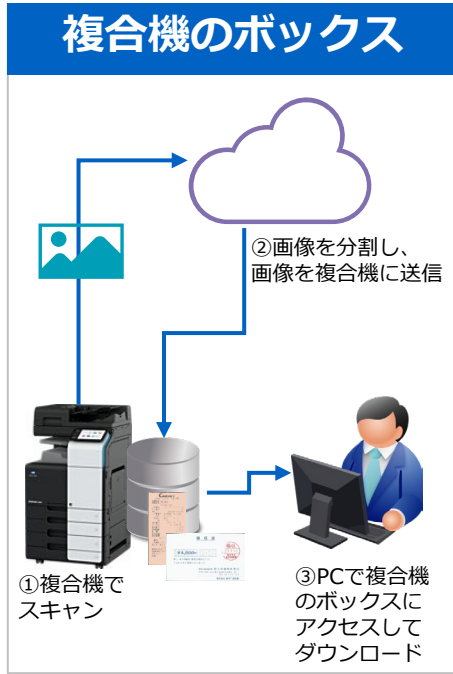 複合機のボックス
②画像を分割し、
画像を複合機に送信
①複合機で
スキャン
③PCで複合機
のボックスに
アクセスして
ダウンロード